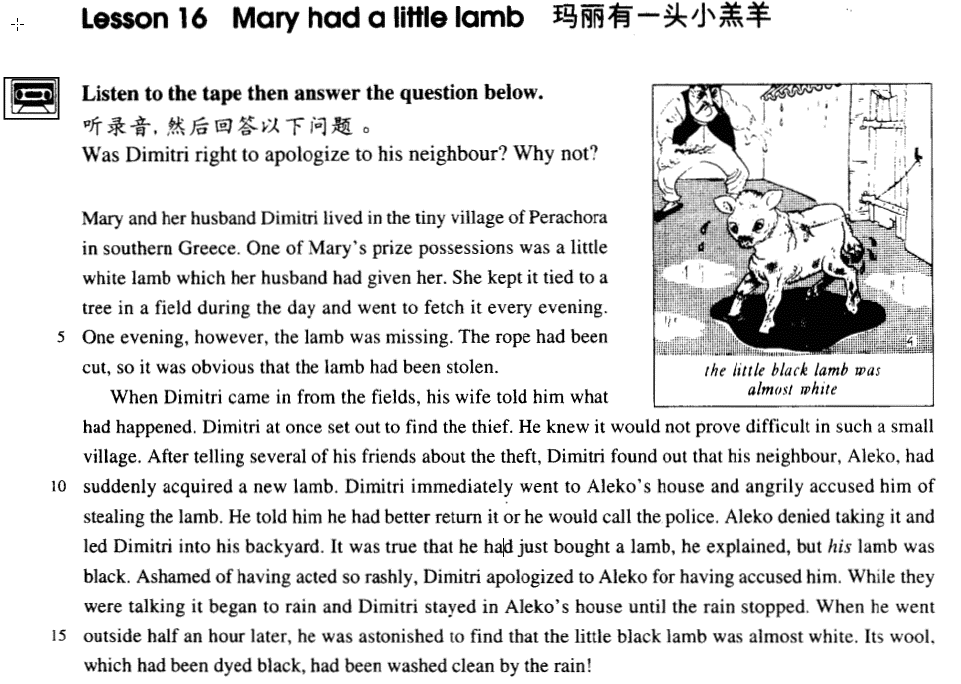 Lesson 16 Mary had a little lamb 玛丽有一头小羔羊
Listen to the tape then answer the question below.
听录音，然后回答以下问题。
Was Dimitri right to apologize to his neighbour? Why not?
Mary and her husband Dimitri lived in the tiny village of Perachora
in southern Greece. One of Mary's prize possessions was a little
white lamb which her husband had given her. She kept it tied to a
tree in a field during the day and went to fetch it every evening.
5 One evening, however, the lamb was missing. The rope had been
cut, so it was obvious that the lamb had been stolen.
the little black lamb was
almost white
When Dimitri came in from the fields, his wife told him what
had happened. Dimitri at once set out to find the thief. He knew it would not prove difficult in such a small
village. After telling several of his friends about the theft, Dimitri found out that his neighbour, Aleko, had
10 suddenly acquired a new lamb. Dimitri immediately went to Aleko's house and angrily accused him of
stealing the lamb. He told him he had better return it or he would call the police. Aleko denied taking it and
led Dimitri into his backyard. It was true that he had just bought a lamb, he explained, but his lamb was
black. Ashamed of having acted so rashly, Dimitri apologized to Aleko for having accused him. While they
were talking it began to rain and Dimitri stayed in Aleko's house until the rain stopped. When he went
15 outside half an hour later, he was astonished to find that the little black lamb was almost white. Its wool,
which had been dyed black, had been washed clean by the rain!